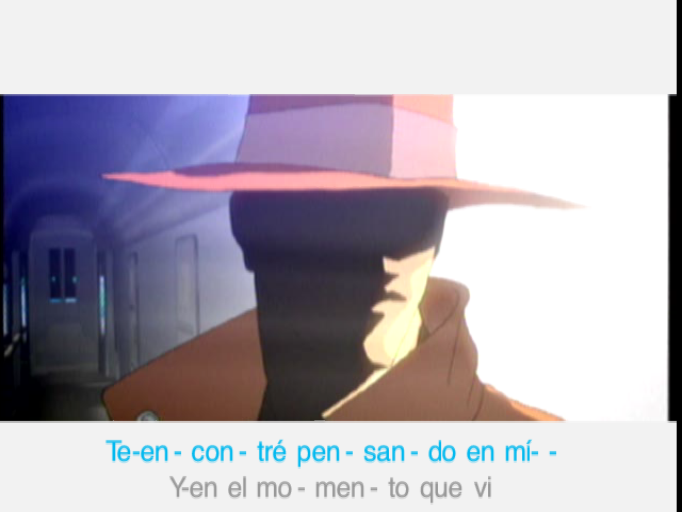 Te-en - con - tré pen - san - do en mí- -
Y-en el mo - men - to que vi